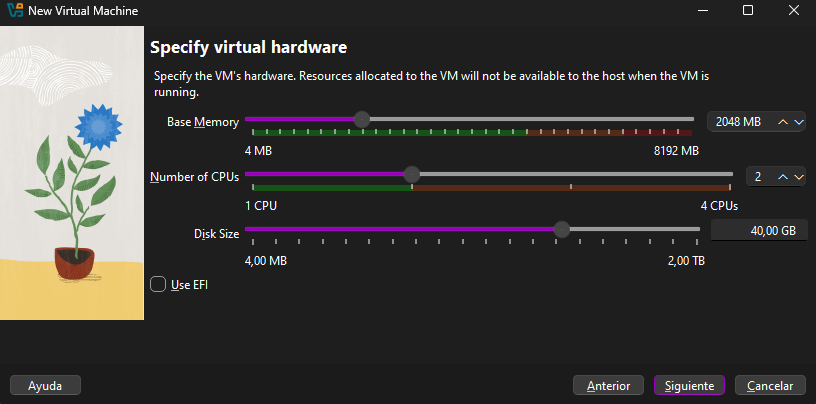 New Virtual Machine
Specify virtual hardware
Specify the VM's hardware. Resources allocated to the VM will not be available to the host when the VM is
running.
Base Memory
2048 MB
4 MB
8192 MB
Number of CPUs
2
1 CPU
4 CPUs
Disk Size
40,00 GB
4,00 MB
2,00 TB
Use EFI
Ayuda
Anterior
Siguiente
Cancelar